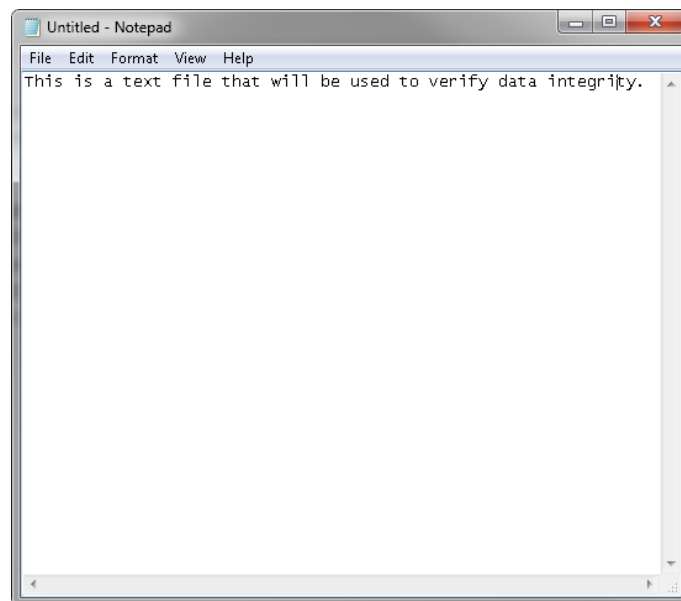 Untitled - Notepad
File Edit Format View Help
This is a text file that will be used to verify data integrity.